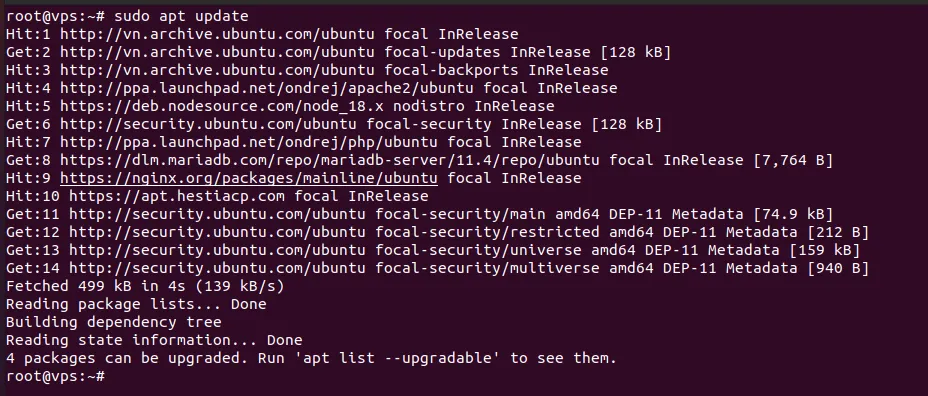 root@vps:~# sudo apt update
Hit:1 http://vn.archive.ubuntu.com/ubuntu focal InRelease
Get:2 http://vn.archive.ubuntu.com/ubuntu focal-updates InRelease [128 kB]
Hit:3 http://vn.archive.ubuntu.com/ubuntu focal-backports InRelease
Hit:4 http://ppa.launchpad.net/ondrej/apache2/ubuntu focal InRelease
Hit:5 https://deb.nodesource.com/node_18.x nodistro InRelease
Get:6 http://security.ubuntu.com/ubuntu focal-security InRelease [128 kB]
Hit:7 http://ppa.launchpad.net/ondrej/php/ubuntu focal InRelease
Get:8 https://dlm.mariadb.com/repo/mariadb-server/11.4/repo/ubuntu focal InRelease [7,764 B]
Hit:9 https://nginx.org/packages/mainline/ubuntu focal InRelease
Hit:10 https://apt.hestiacp.com focal InRelease
Get:11 http://security.ubuntu.com/ubuntu focal-security/main amd64 DEP-11 Metadata [74.9 kB]
Get:12 http://security.ubuntu.com/ubuntu focal-security/restricted amd64 DEP-11 Metadata [212 B]
Get:13 http://security.ubuntu.com/ubuntu focal-security/universe amd64 DEP-11 Metadata [159 kB]
Get:14 http://security.ubuntu.com/ubuntu focal-security/multiverse amd64 DEP-11 Metadata [940 B]
Fetched 499 kB in 4s (139 kB/s)
Reading package lists... Done
Building dependency tree
Reading state information... Done
4 packages can be upgraded. Run 'apt list --upgradable' to see them.
root@vps:~#